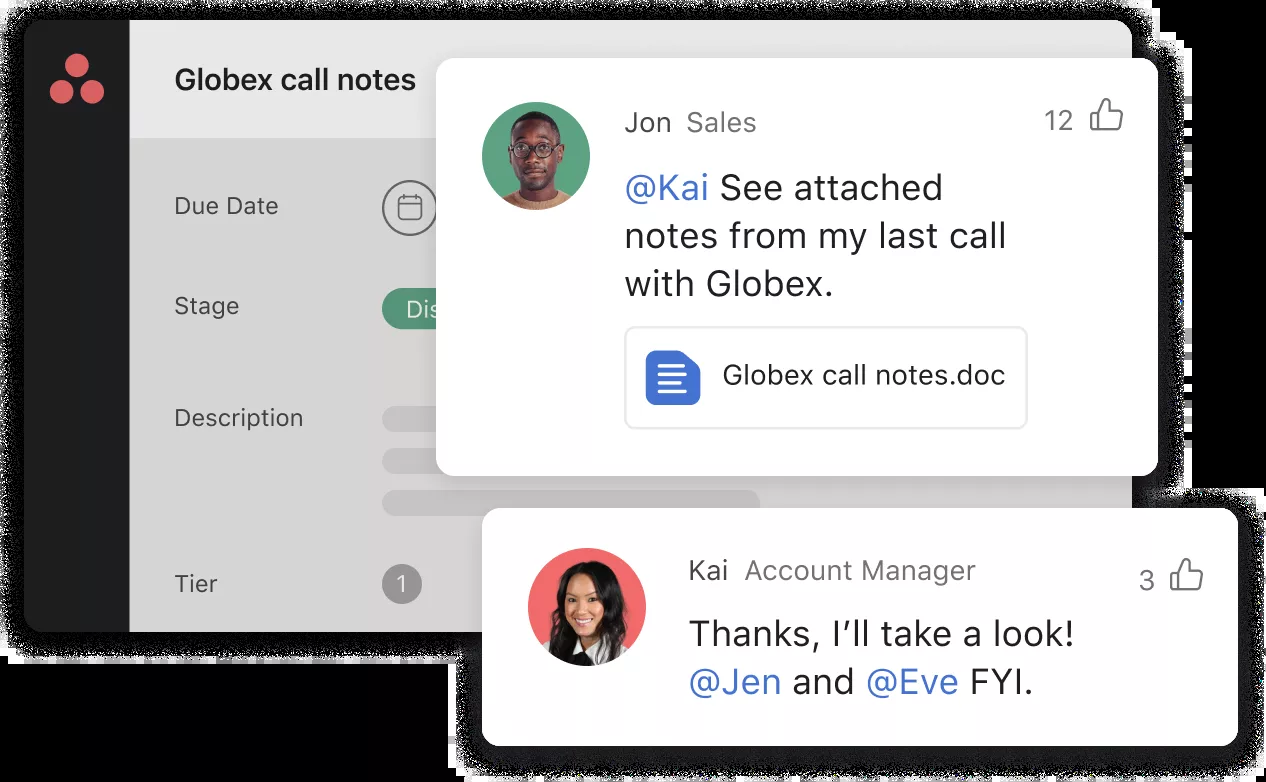 Globex call notes
Due Date
Stage
Dis
Description
Tier
1
Jon Sales
12
@Kai See attached
notes from my last call
with Globex.
Globex call notes.doc
Kai Account Manager
3
Thanks, I’ll take a look!
@Jen and @Eve FYI.